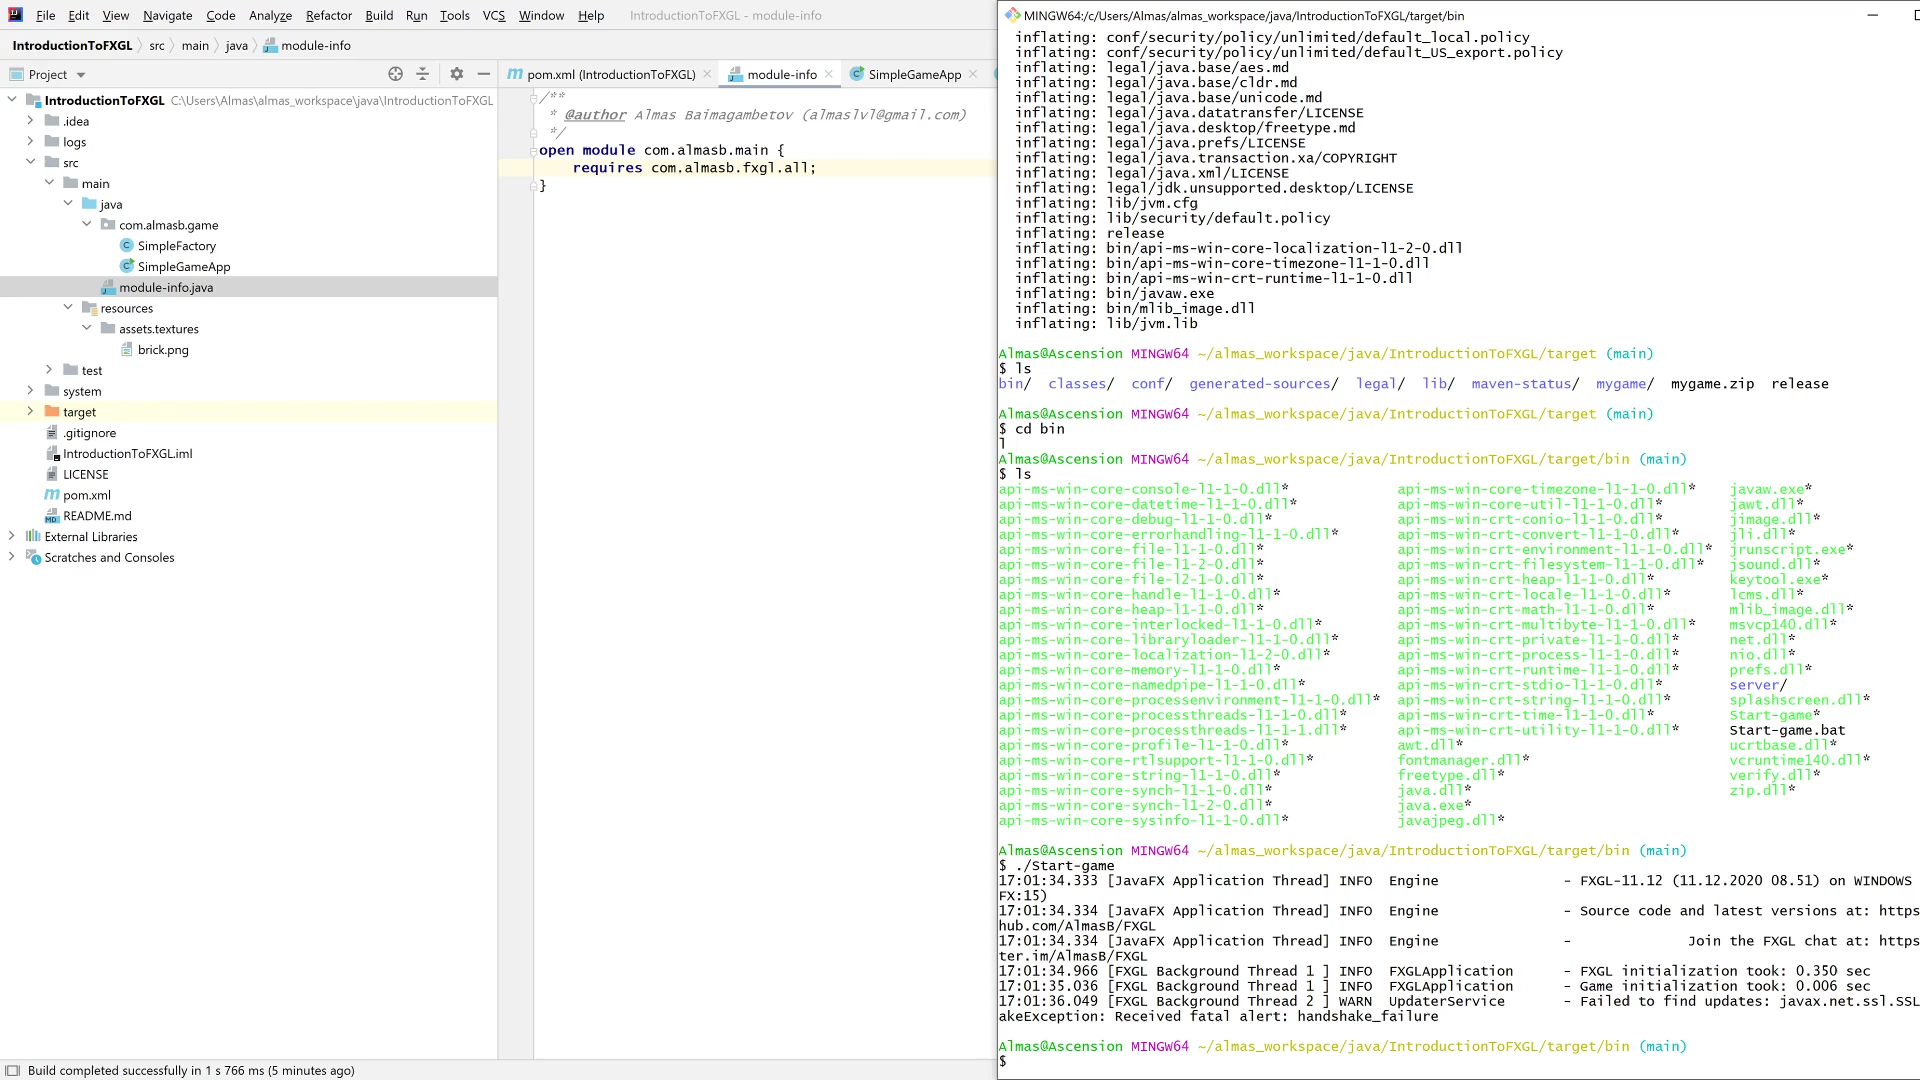 File Edit View Navigate Code Analyze Refactor Build Run Tools VCS Window Help IntroductionToFXGL - module-info
IntroductionToFXGL src main java module-info
Project
pom.xml (IntroductionToFXGL) module-info SimpleGameApp
IntroductionToFXGL C:\Users\Almas\almas_workspace\java\IntroductionToFXGL
.idea
logs
src
main
java
com.almasb.game
SimpleFactory
SimpleGameApp
module-info.java
resources
assets.textures
brick.png
test
system
target
.gitignore
IntroductionToFXGL.iml
LICENSE
pom.xml
README.md
External Libraries
Scratches and Consoles
/**
* @author Almas Baimagambetov (almaslvl@gmail.com)
*/
open module com.almasb.main {
requires com.almasb.fxgl.all;
}
MINGW64:/c/Users/Almas/almas_workspace/java/IntroductionToFXGL/target/bin
inflating: conf/security/policy/unlimited/default_local.policy
inflating: conf/security/policy/unlimited/default_US_export.policy
inflating: legal/java.base/aes.md
inflating: legal/java.base/cldr.md
inflating: legal/java.base/unicode.md
inflating: legal/java.datatransfer/LICENSE
inflating: legal/java.desktop/freetype.md
inflating: legal/java.prefs/LICENSE
inflating: legal/java.transaction.xa/COPYRIGHT
inflating: legal/java.xml/LICENSE
inflating: legal/jdk.unsupported.desktop/LICENSE
inflating: lib/jvm.cfg
inflating: lib/security/default.policy
inflating: release
inflating: bin/api-ms-win-core-localization-l1-2-0.dll
inflating: bin/api-ms-win-core-timezone-l1-1-0.dll
inflating: bin/api-ms-win-crt-runtime-l1-1-0.dll
inflating: bin/javaw.exe
inflating: bin/mlib_image.dll
inflating: lib/jvm.lib
Almas@Ascension MINGW64 ~/almas_workspace/java/IntroductionToFXGL/target (main)
$ ls
bin/ classes/ conf/ generated-sources/ legal/ lib/ maven-status/ mygame/ mygame.zip release
Almas@Ascension MINGW64 ~/almas_workspace/java/IntroductionToFXGL/target (main)
$ cd bin
l
Almas@Ascension MINGW64 ~/almas_workspace/java/IntroductionToFXGL/target/bin (main)
$ ls
api-ms-win-core-console-l1-1-0.dll* api-ms-win-core-timezone-l1-1-0.dll* javaw.exe*
api-ms-win-core-datetime-l1-1-0.dll* api-ms-win-core-util-l1-1-0.dll* jawt.dll*
api-ms-win-core-debug-l1-1-0.dll* api-ms-win-crt-conio-l1-1-0.dll* jimage.dll*
api-ms-win-core-errorhandling-l1-1-0.dll* api-ms-win-crt-convert-l1-1-0.dll* jli.dll*
api-ms-win-core-file-l1-1-0.dll* api-ms-win-crt-environment-l1-1-0.dll* jrunscript.exe*
api-ms-win-core-file-l1-2-0.dll* api-ms-win-crt-filesystem-l1-1-0.dll* jsound.dll*
api-ms-win-core-file-l2-1-0.dll* api-ms-win-crt-heap-l1-1-0.dll* keytool.exe*
api-ms-win-core-handle-l1-1-0.dll* api-ms-win-crt-locale-l1-1-0.dll* lcms.dll*
api-ms-win-core-heap-l1-1-0.dll* api-ms-win-crt-math-l1-1-0.dll* mlib_image.dll*
api-ms-win-core-interlocked-l1-1-0.dll* api-ms-win-crt-multibyte-l1-1-0.dll* msvcp140.dll*
api-ms-win-core-libraryloader-l1-1-0.dll* api-ms-win-crt-private-l1-1-0.dll* net.dll*
api-ms-win-core-localization-l1-2-0.dll* api-ms-win-crt-process-l1-1-0.dll* nio.dll*
api-ms-win-core-memory-l1-1-0.dll* api-ms-win-crt-runtime-l1-1-0.dll* prefs.dll*
api-ms-win-core-namedpipe-l1-1-0.dll* api-ms-win-crt-stdio-l1-1-0.dll* server/
api-ms-win-core-processenvironment-l1-1-0.dll* api-ms-win-crt-string-l1-1-0.dll* splashscreen.dll*
api-ms-win-core-processthreads-l1-1-0.dll* api-ms-win-crt-time-l1-1-0.dll* Start-game*
api-ms-win-core-processthreads-l1-1-1.dll* api-ms-win-crt-utility-l1-1-0.dll* Start-game.bat
api-ms-win-core-profile-l1-1-0.dll* awt.dll* ucrtbase.dll*
api-ms-win-core-rtlsupport-l1-1-0.dll* fontmanager.dll* vcruntime140.dll*
api-ms-win-core-string-l1-1-0.dll* freetype.dll* verify.dll*
api-ms-win-core-synch-l1-1-0.dll* java.dll* zip.dll*
api-ms-win-core-synch-l1-2-0.dll* java.exe*
api-ms-win-core-sysinfo-l1-1-0.dll* javajpeg.dll*
Almas@Ascension MINGW64 ~/almas_workspace/java/IntroductionToFXGL/target/bin (main)
$ ./Start-game
17:01:34.333 [JavaFX Application Thread] INFO Engine - FXGL-11.12 (11.12.2020 08.51) on WINDOWS
FX:15)
17:01:34.334 [JavaFX Application Thread] INFO Engine - Source code and latest versions at: https
hub.com/AlmasB/FXGL
17:01:34.334 [JavaFX Application Thread] INFO Engine - Join the FXGL chat at: https
ter.im/AlmasB/FXGL
17:01:34.966 [FXGL Background Thread 1 ] INFO FXGLApplication - FXGL initialization took: 0.350 sec
17:01:35.036 [FXGL Background Thread 1 ] INFO FXGLApplication - Game initialization took: 0.006 sec
17:01:36.049 [FXGL Background Thread 2 ] WARN UpdaterService - Failed to find updates: javax.net.ssl.SSL
akeException: Received fatal alert: handshake_failure
Almas@Ascension MINGW64 ~/almas_workspace/java/IntroductionToFXGL/target/bin (main)
$
Build completed successfully in 1 s 766 ms (5 minutes ago)